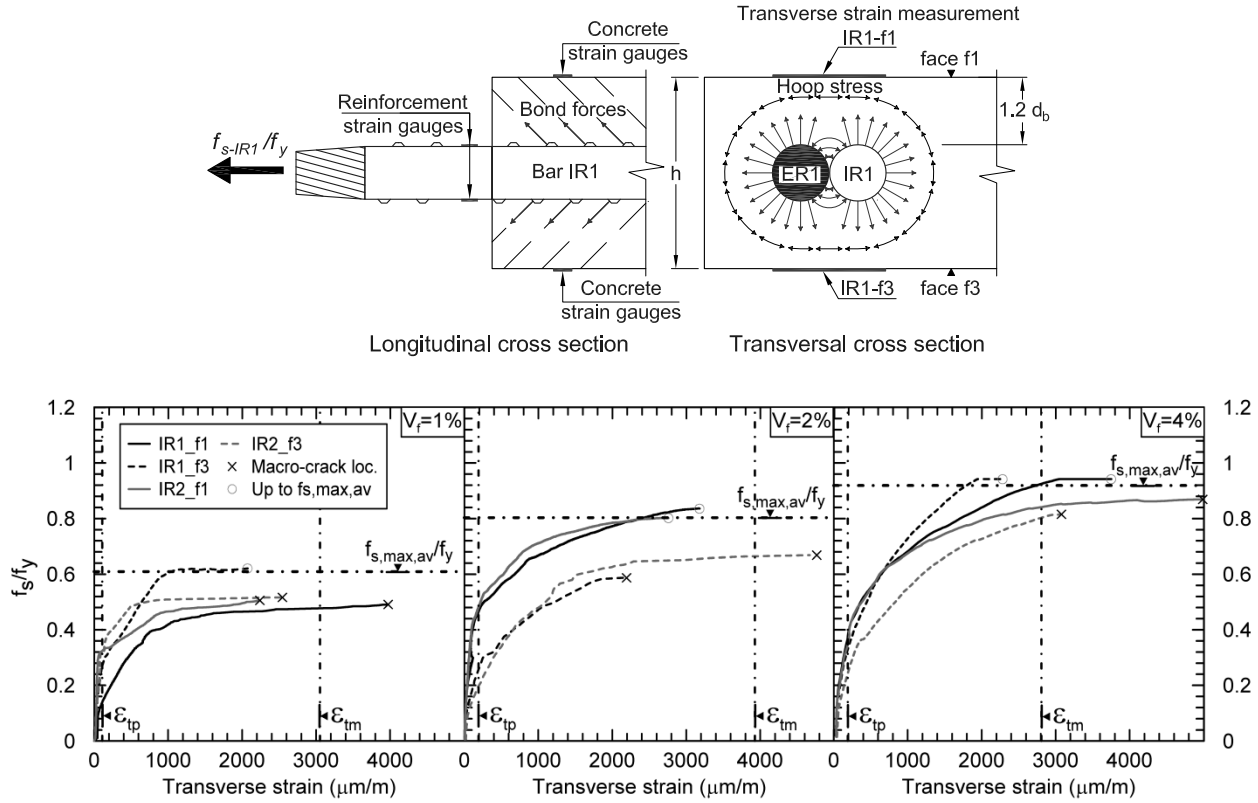 Concrete
strain gauges
Reinforcement
strain gauges
Bond forces
f_s-IR1/f_y
Bar IR1
h
Concrete
strain gauges
Longitudinal cross section
Transverse strain measurement
IR1-f1
face f1
Hoop stress
1.2 d_b
ER1
IR1
IR1-f3
face f3
Transversal cross section
f_s/f_y
1.2
1
0.8
0.6
0.4
0.2
0
V_f=1%
IR1_f1
IR1_f3
IR2_f1
IR2_f3
Macro-crack loc.
Up to fs,max,av
f_s,max,av/f_y
ε_tp
ε_tm
0 1000 2000 3000 4000
Transverse strain (μm/m)
V_f=2%
f_s,max,av/f_y
ε_tp
ε_tm
0 1000 2000 3000 4000
Transverse strain (μm/m)
V_f=4%
f_s,max,av/f_y
ε_tp
ε_tm
0 1000 2000 3000 4000 5000
Transverse strain (μm/m)
1.2
1
0.8
0.6
0.4
0.2
0